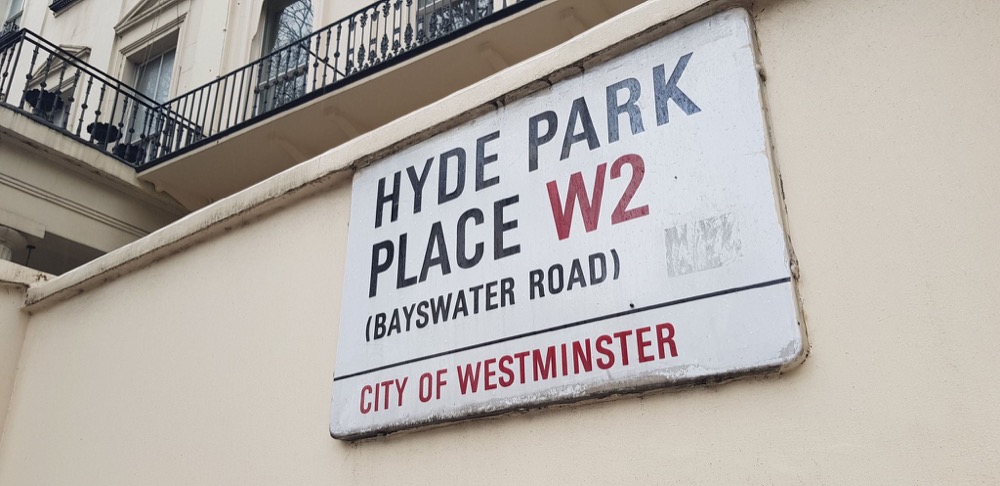 HYDE PARK
PLACE W2
(BAYSWATER ROAD)
CITY OF WESTMINSTER